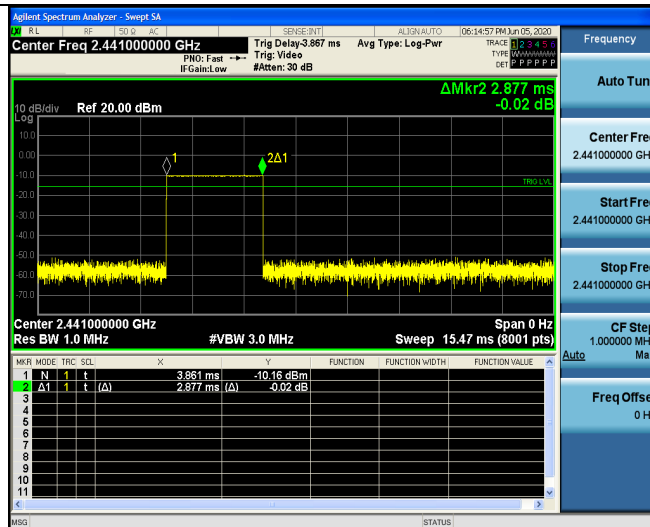 Agilent Spectrum Analyzer - Swept SA
LXI RL RF 50 Ω AC SENSE:INT ALIGN AUTO 06:14:57 PM Jun 05, 2020
Center Freq 2.441000000 GHz
Trig Delay-3.867 ms Avg Type: Log-Pwr TRACE 1 2 3 4 5 6
PNO: Fast Trig: Video TYPE
IFGain:Low #Atten: 30 dB DET P P P P P P
Frequency
Auto Tun
ΔMkr2 2.877 ms
-0.02 dB
10 dB/div Ref 20.00 dBm
Log
10.0
0.00
-10.0
-20.0
-30.0
-40.0
-50.0
-60.0
-70.0
1
2Δ1
TRIG LVL
Center Fre
2.441000000 GH
Start Fre
2.441000000 GH
Stop Fre
2.441000000 GH
CF Step
1.000000 MH
Auto Ma
Freq Offse
0 H
Center 2.441000000 GHz Span 0 Hz
Res BW 1.0 MHz #VBW 3.0 MHz Sweep 15.47 ms (8001 pts)
MKR MODE TRC SCL X Y FUNCTION FUNCTION WIDTH FUNCTION VALUE
1 N 1 t 3.861 ms -10.16 dBm
2 Δ1 1 t (Δ) 2.877 ms (Δ) -0.02 dB
3
4
5
6
7
8
9
10
11
MSG STATUS